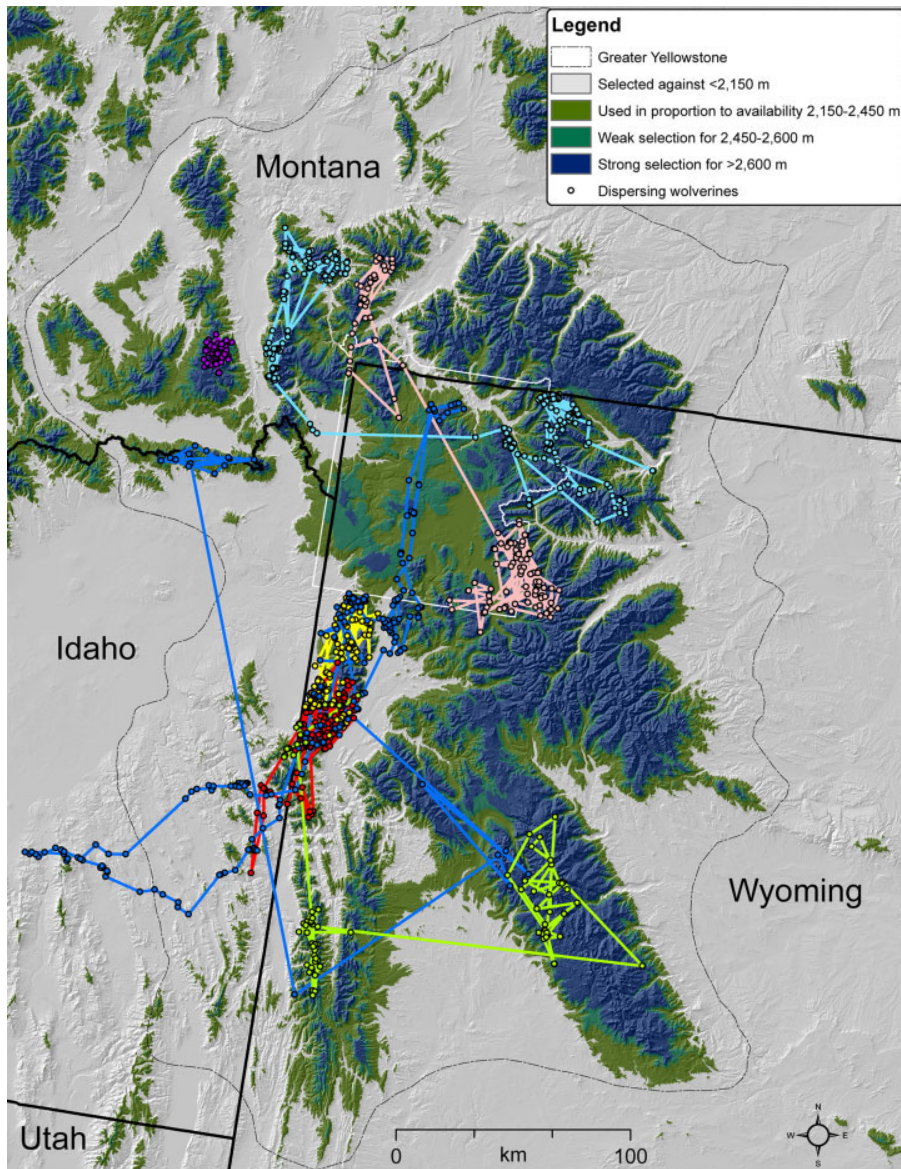 Legend
Greater Yellowstone
Selected against <2,150 m
Used in proportion to availability 2,150-2,450 m
Weak selection for 2,450-2,600 m
Strong selection for >2,600 m
Dispersing wolverines
Montana
Idaho
Wyoming
Utah
N
W E
S
0 100
km